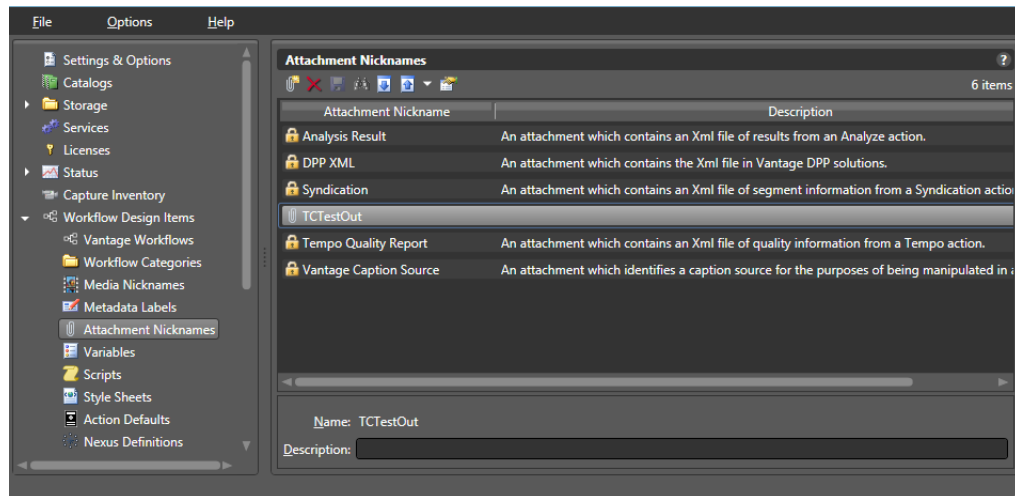 File Options Help
Settings & Options
Catalogs
Storage
Services
Licenses
Status
Capture Inventory
Workflow Design Items
Vantage Workflows
Workflow Categories
Media Nicknames
Metadata Labels
Attachment Nicknames
Variables
Scripts
Style Sheets
Action Defaults
Nexus Definitions
Attachment Nicknames ?
6 items
Attachment Nickname Description
Analysis Result An attachment which contains an Xml file of results from an Analyze action.
DPP XML An attachment which contains the Xml file in Vantage DPP solutions.
Syndication An attachment which contains an Xml file of segment information from a Syndication actio
TCTestOut
Tempo Quality Report An attachment which contains an Xml file of quality information from a Tempo action.
Vantage Caption Source An attachment which identifies a caption source for the purposes of being manipulated in a
Name: TCTestOut
Description: